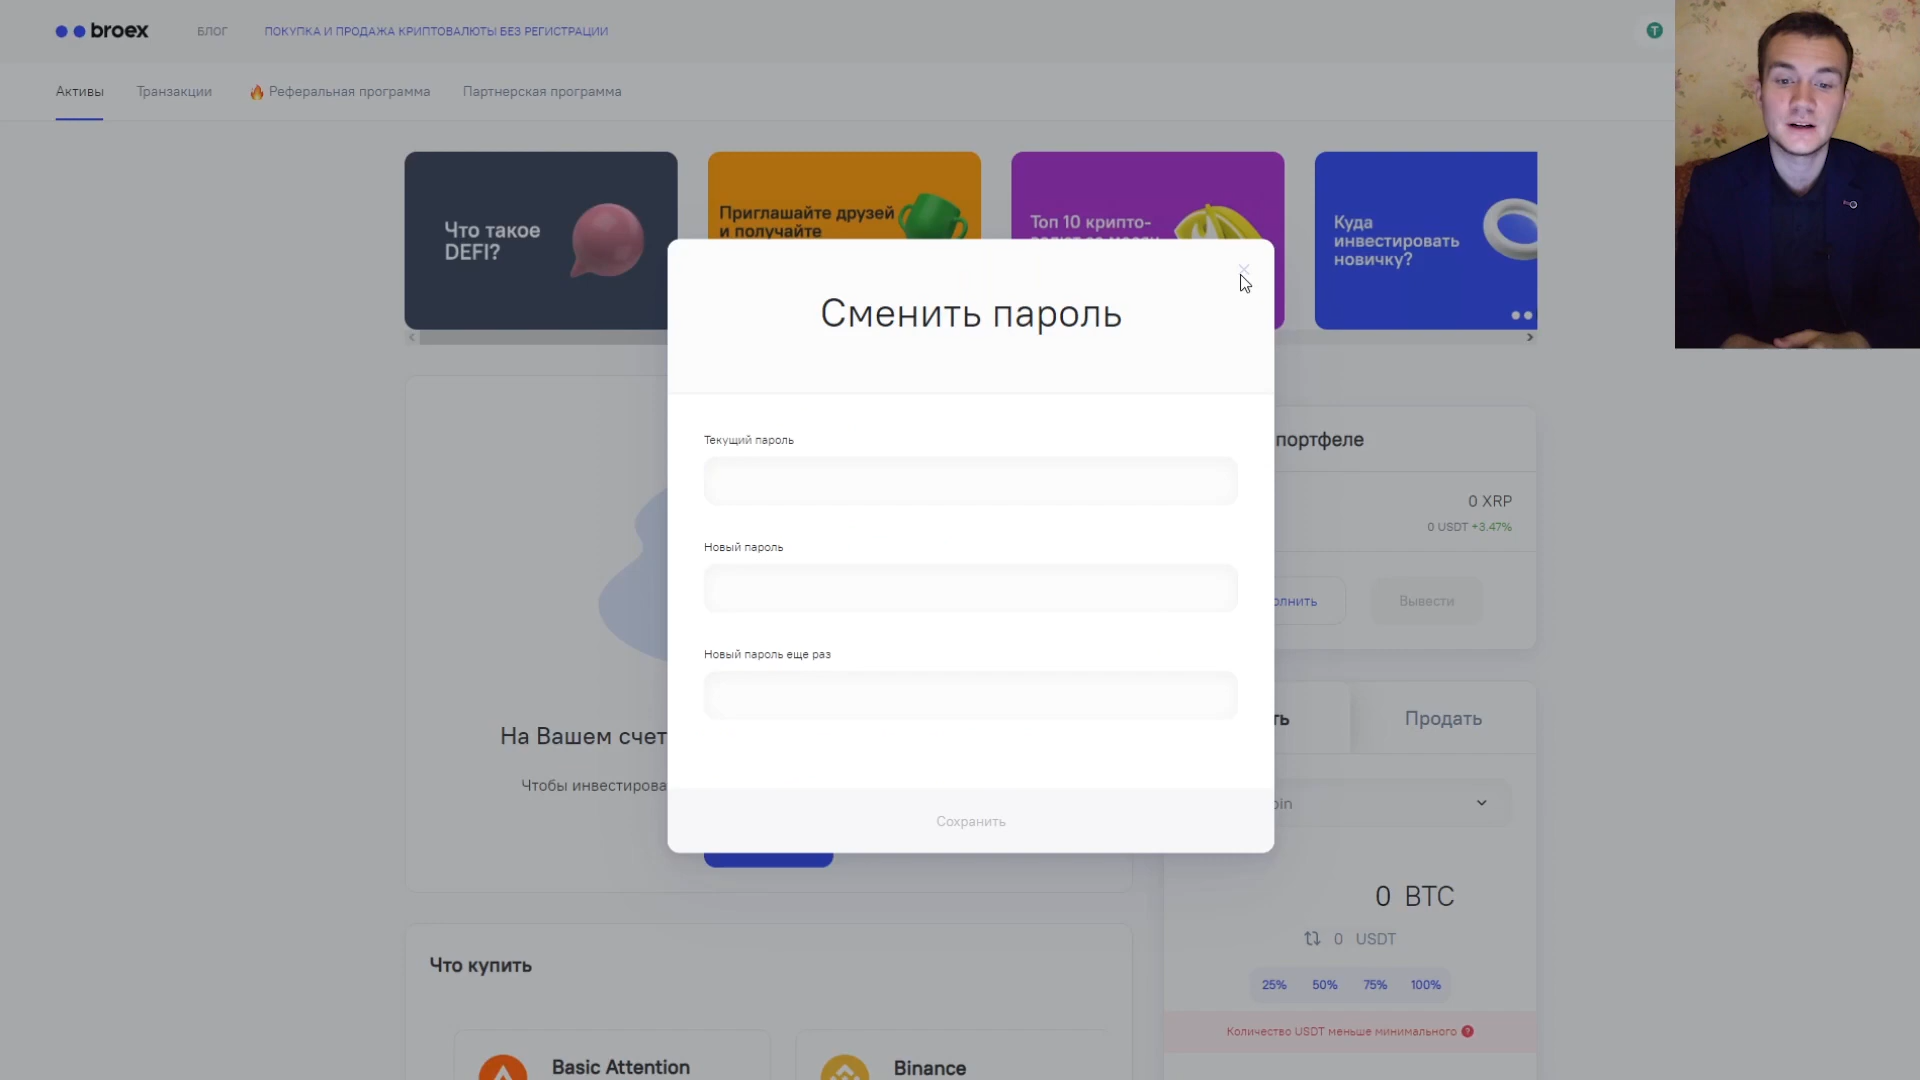 broex
БЛОГ
ПОКУПКА И ПРОДАЖА КРИПТОВАЛЮТЫ БЕЗ РЕГИСТРАЦИИ
T
Активы
Транзакции
Реферальная программа
Партнерская программа
Что такое
DEFI?
Приглашайте друзей
и получайте
Топ 10 крипто-
Куда
инвестировать
новичку?
Сменить пароль
Текущий пароль
Новый пароль
Новый пароль еще раз
Сохранить
портфеле
0 XRP
0 USDT +3.47%
олнить
Вывести
На Вашем счет
Чтобы инвестирова
ть
Продать
oin
0 BTC
0 USDT
25% 50% 75% 100%
Количество USDT меньше минимального ?
Что купить
Basic Attention
Binance